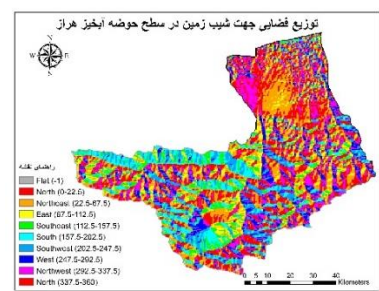 توزیع فضایی جهت شیب زمین در سطح حوضه آبخیز هراز
N
W E
S
راهنمای نقشه
Flat (-1)
North (0-22.5)
Northeast (22.5-67.5)
East (67.5-112.5)
Southeast (112.5-157.5)
South (157.5-202.5)
Southwest (202.5-247.5)
West (247.5-292.5)
Northwest (292.5-337.5)
North (337.5-360)
0 5 10 20 30 40
Kilometers